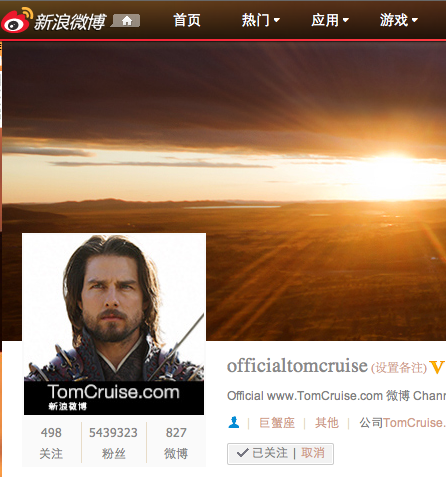 新浪微博 首页 热门 应用 游戏
TomCruise.com
新浪微博
officialtomcruise (设置备注) V
Official www.TomCruise.com 微博 Chann
巨蟹座 | 其他 | 公司TomCruise.
498 5439323 827
关注 粉丝 微博
已关注 | 取消